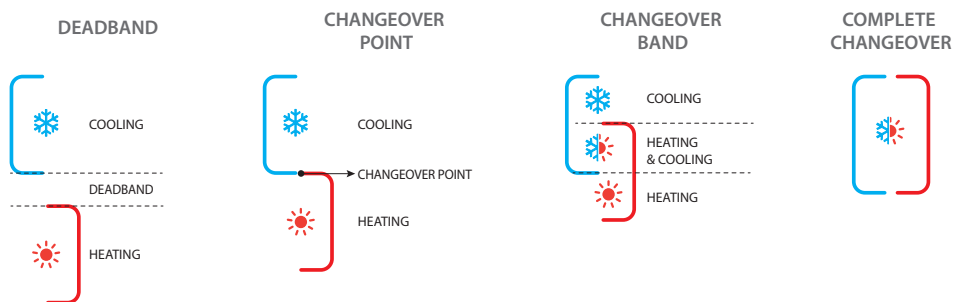 DEADBAND
COOLING
DEADBAND
HEATING
CHANGEOVER
POINT
COOLING
CHANGEOVER POINT
HEATING
CHANGEOVER
BAND
COOLING
HEATING
& COOLING
HEATING
COMPLETE
CHANGEOVER